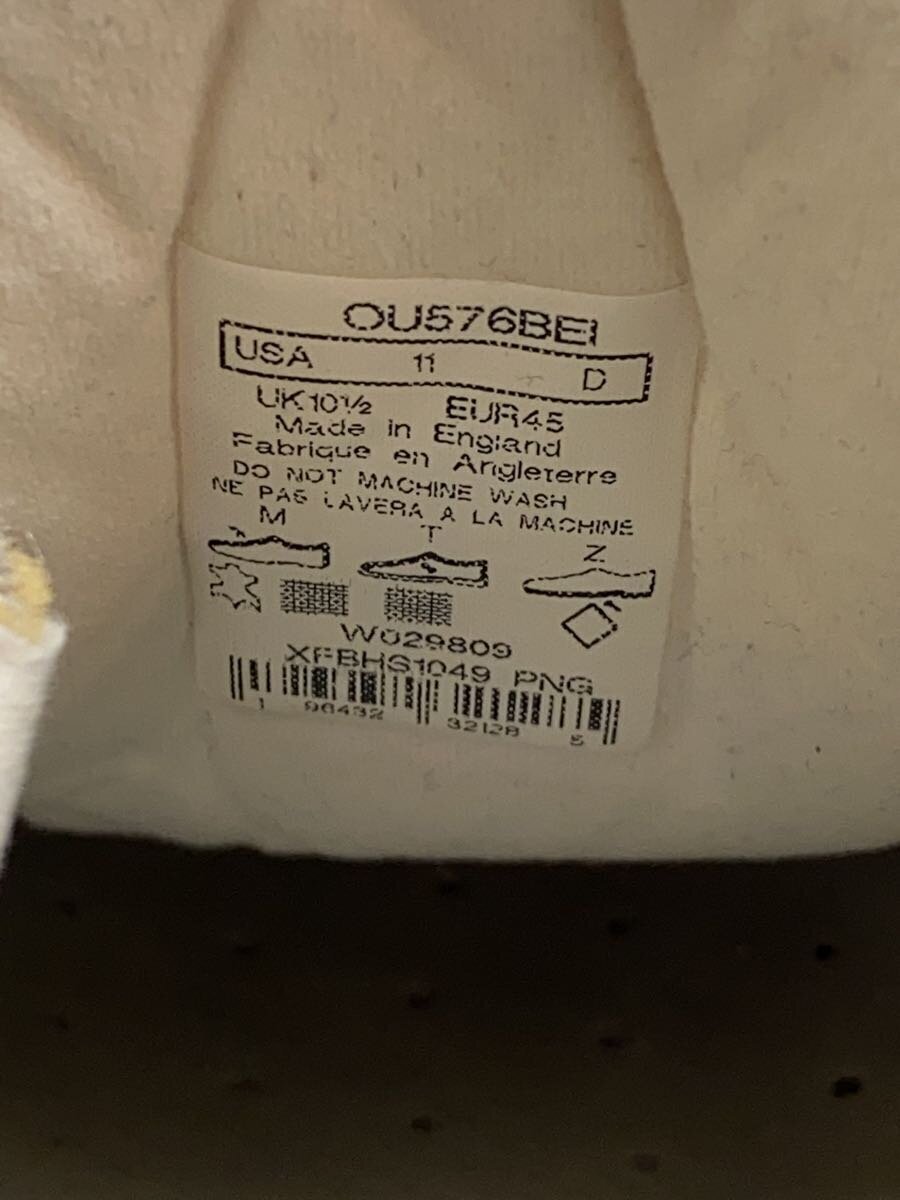 OU576BEI
USA 11 D
UK10½ EUR45
Made in England
Fabrique en Angleterre
DO NOT MACHINE WASH
NE PAS LAVERA A LA MACHINE
M T Z
W029809
XFBHS1049 PNG
1 96432 32128 5